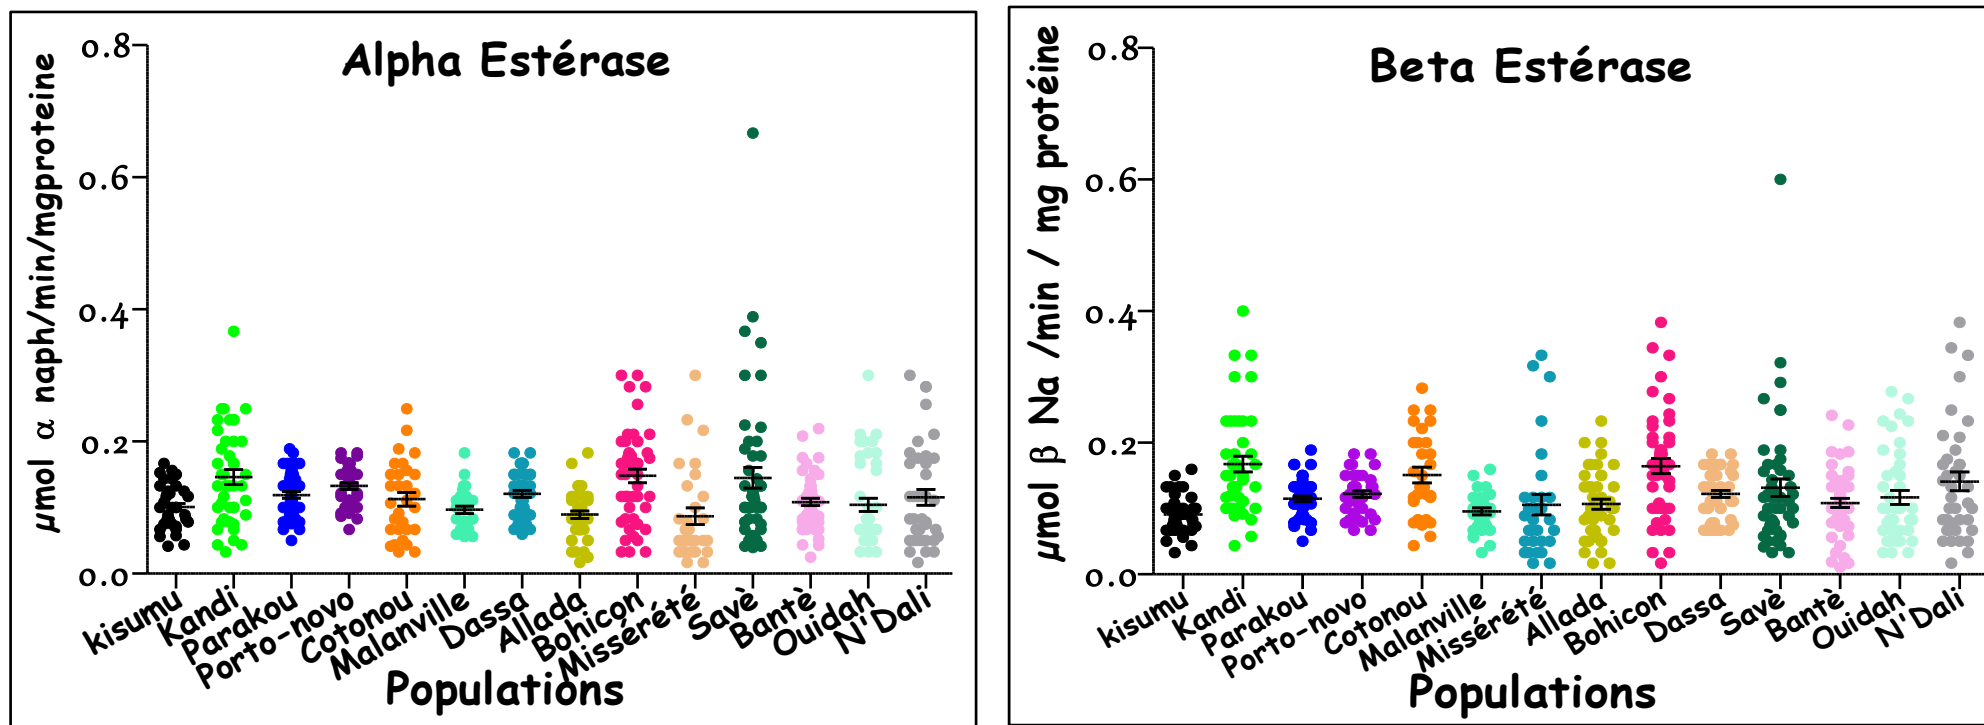 Alpha Estérase
µmol α naph/min/mgproteine
0.8
0.6
0.4
0.2
0.0
kisumu
Kandi
Parakou
Porto-novo
Cotonou
Malanville
Dassa
Allada
Bohicon
Missérété
Savè
Bantè
Ouidah
N'Dali
Populations
Beta Estérase
µmol β Na /min / mg protéine
0.8
0.6
0.4
0.2
0.0
kisumu
Kandi
Parakou
Porto-novo
Cotonou
Malanville
Missérété
Allada
Bohicon
Dassa
Savè
Bantè
Ouidah
N'Dali
Populations